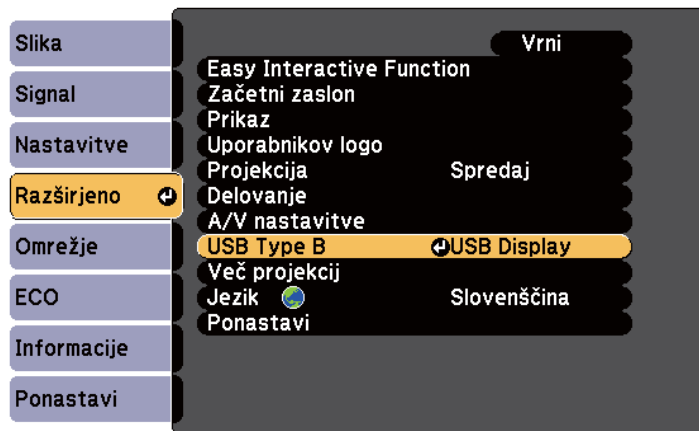 Slika
Signal
Nastavitve
Razširjeno
Omrežje
ECO
Informacije
Ponastavi
Vrni
Easy Interactive Function
Začetni zaslon
Prikaz
Uporabnikov logo
Projekcija Spredaj
Delovanje
A/V nastavitve
USB Type B USB Display
Več projekcij
Jezik Slovenščina
Ponastavi